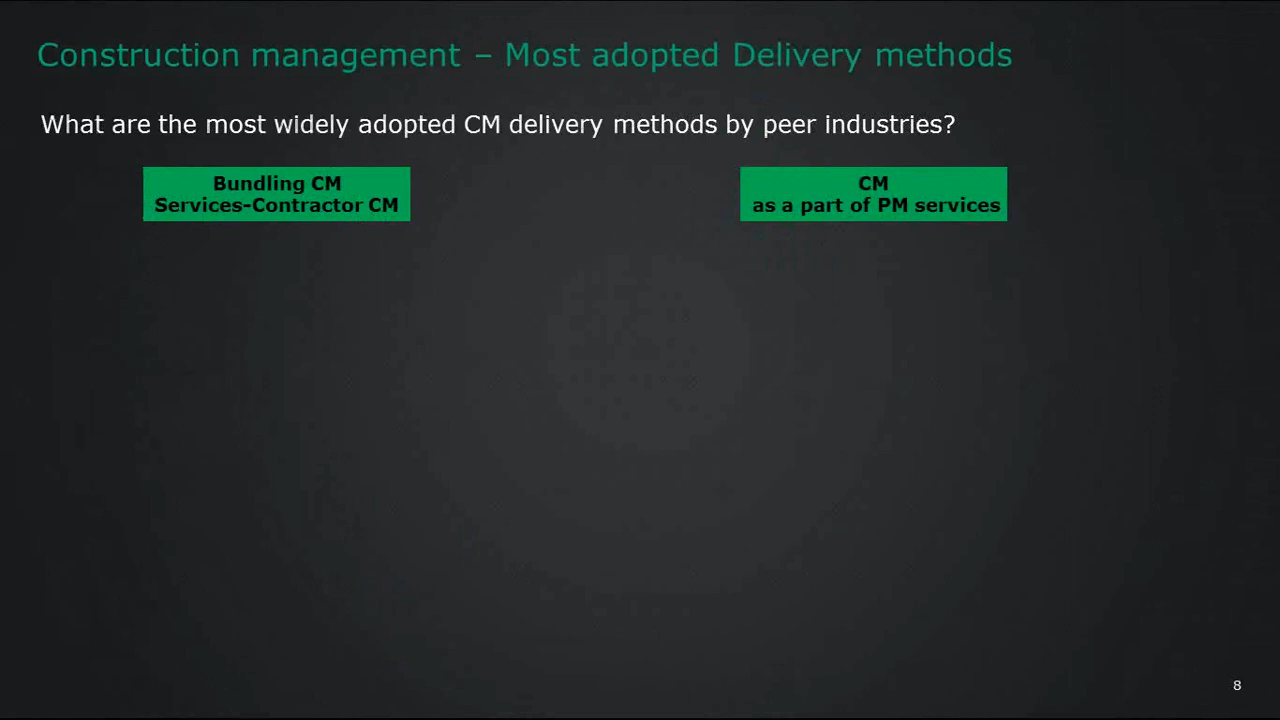 Construction management – Most adopted Delivery methods
What are the most widely adopted CM delivery methods by peer industries?
Bundling CM
Services-Contractor CM
CM
as a part of PM services
8